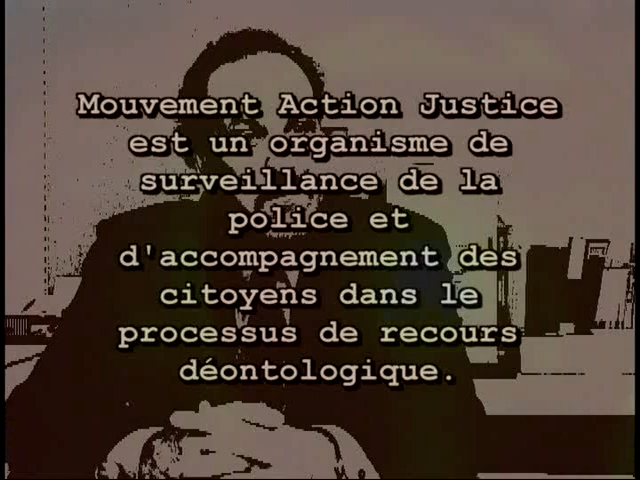 Mouvement Action Justice
est un organisme de
surveillance de la
police et
d'accompagnement des
citoyens dans le
processus de recours
déontologique.